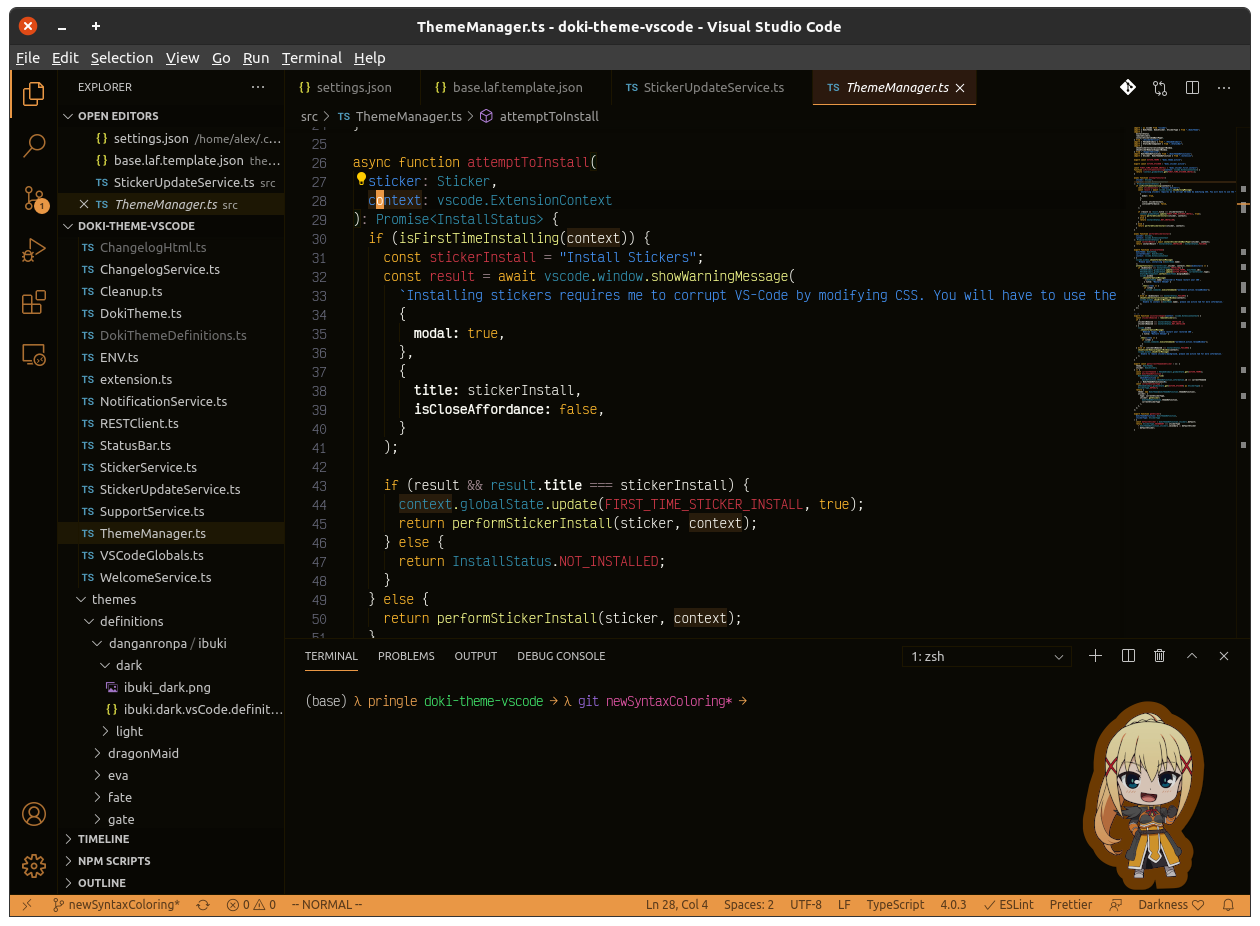 ThemeManager.ts - doki-theme-vscode - Visual Studio Code
File Edit Selection View Go Run Terminal Help
EXPLORER
OPEN EDITORS
settings.json /home/alex/.c...
base.laf.template.json the...
TS StickerUpdateService.ts src
TS ThemeManager.ts src
DOKI-THEME-VSCODE
TS ChangelogHtml.ts
TS ChangelogService.ts
TS Cleanup.ts
TS DokiTheme.ts
TS DokiThemeDefinitions.ts
TS ENV.ts
TS extension.ts
TS NotificationService.ts
TS RESTClient.ts
TS StatusBar.ts
TS StickerService.ts
TS StickerUpdateService.ts
TS SupportService.ts
TS ThemeManager.ts
TS VSCodeGlobals.ts
TS WelcomeService.ts
themes
definitions
danganronpa / ibuki
dark
ibuki_dark.png
{} ibuki.dark.vsCode.definit...
light
dragonMaid
eva
fate
gate
TIMELINE
NPM SCRIPTS
OUTLINE
1
{} settings.json
{} base.laf.template.json
TS StickerUpdateService.ts
TS ThemeManager.ts
src > TS ThemeManager.ts > attemptToInstall
24 }
25
26 async function attemptToInstall(
27 sticker: Sticker,
28 context: vscode.ExtensionContext
29 ): Promise<InstallStatus> {
30 if (isFirstTimeInstalling(context)) {
31 const stickerInstall = "Install Stickers";
32 const result = await vscode.window.showWarningMessage(
33 `Installing stickers requires me to corrupt VS-Code by modifying CSS. You will have to use the
34 {
35 modal: true,
36 },
37 {
38 title: stickerInstall,
39 isCloseAffordance: false,
40 }
41 );
42
43 if (result && result.title === stickerInstall) {
44 context.globalState.update(FIRST_TIME_STICKER_INSTALL, true);
45 return performStickerInstall(sticker, context);
46 } else {
47 return InstallStatus.NOT_INSTALLED;
48 }
49 } else {
50 return performStickerInstall(sticker, context);
51 }
TERMINAL PROBLEMS OUTPUT DEBUG CONSOLE
1: zsh
(base) λ pringle doki-theme-vscode → λ git newSyntaxColoring* →
newSyntaxColoring* 0 0 -- NORMAL --
Ln 28, Col 4 Spaces: 2 UTF-8 LF TypeScript 4.0.3 ESLint Prettier Darkness